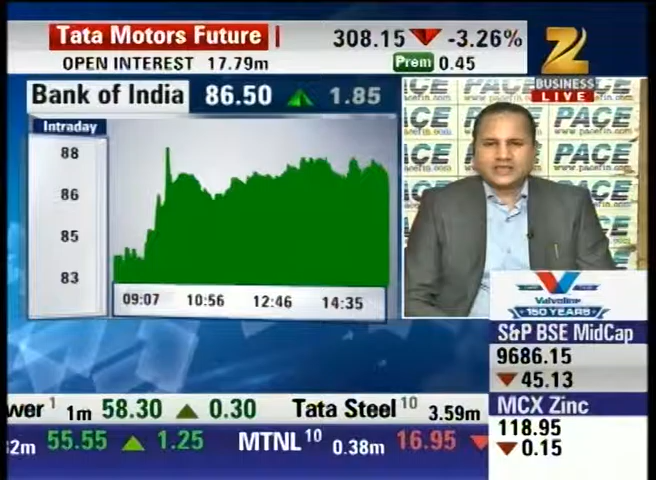 Tata Motors Future 308.15 -3.26%
OPEN INTEREST 17.79m Prem 0.45
Z
BUSINESS
LIVE
Bank of India 86.50 1.85
Intraday
88
86
85
83
09:07 10:56 12:46 14:35
PACE
pacefin.com
Valvoline
150 YEARS
S&P BSE MidCap
9686.15
45.13
MCX Zinc
118.95
0.15
wer 1 1m 58.30 0.30 Tata Steel 10 3.59m
2m 55.55 1.25 MTNL 10 0.38m 16.95